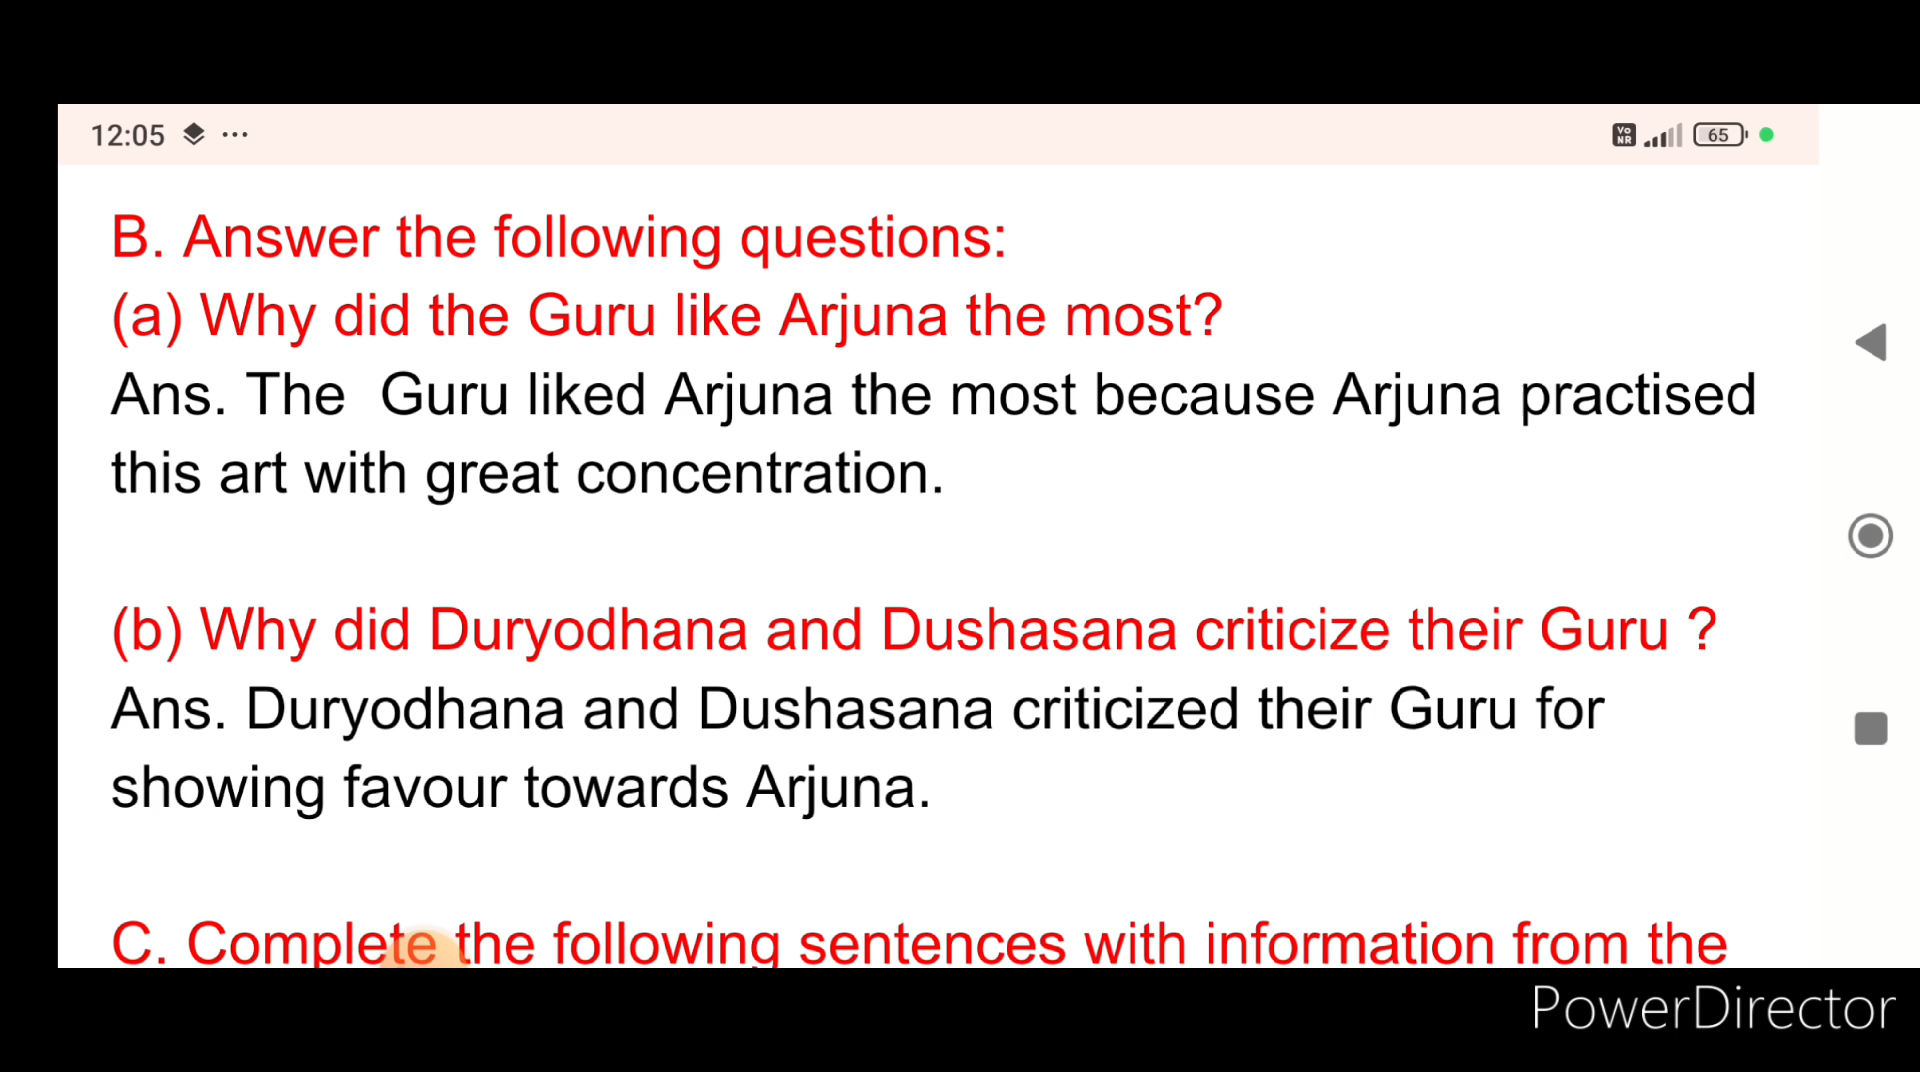 12:05 ...
Vo NR 65
B. Answer the following questions:
(a) Why did the Guru like Arjuna the most?
Ans. The  Guru liked Arjuna the most because Arjuna practised
this art with great concentration.
(b) Why did Duryodhana and Dushasana criticize their Guru ?
Ans. Duryodhana and Dushasana criticized their Guru for
showing favour towards Arjuna.
C. Complete the following sentences with information from the
PowerDirector